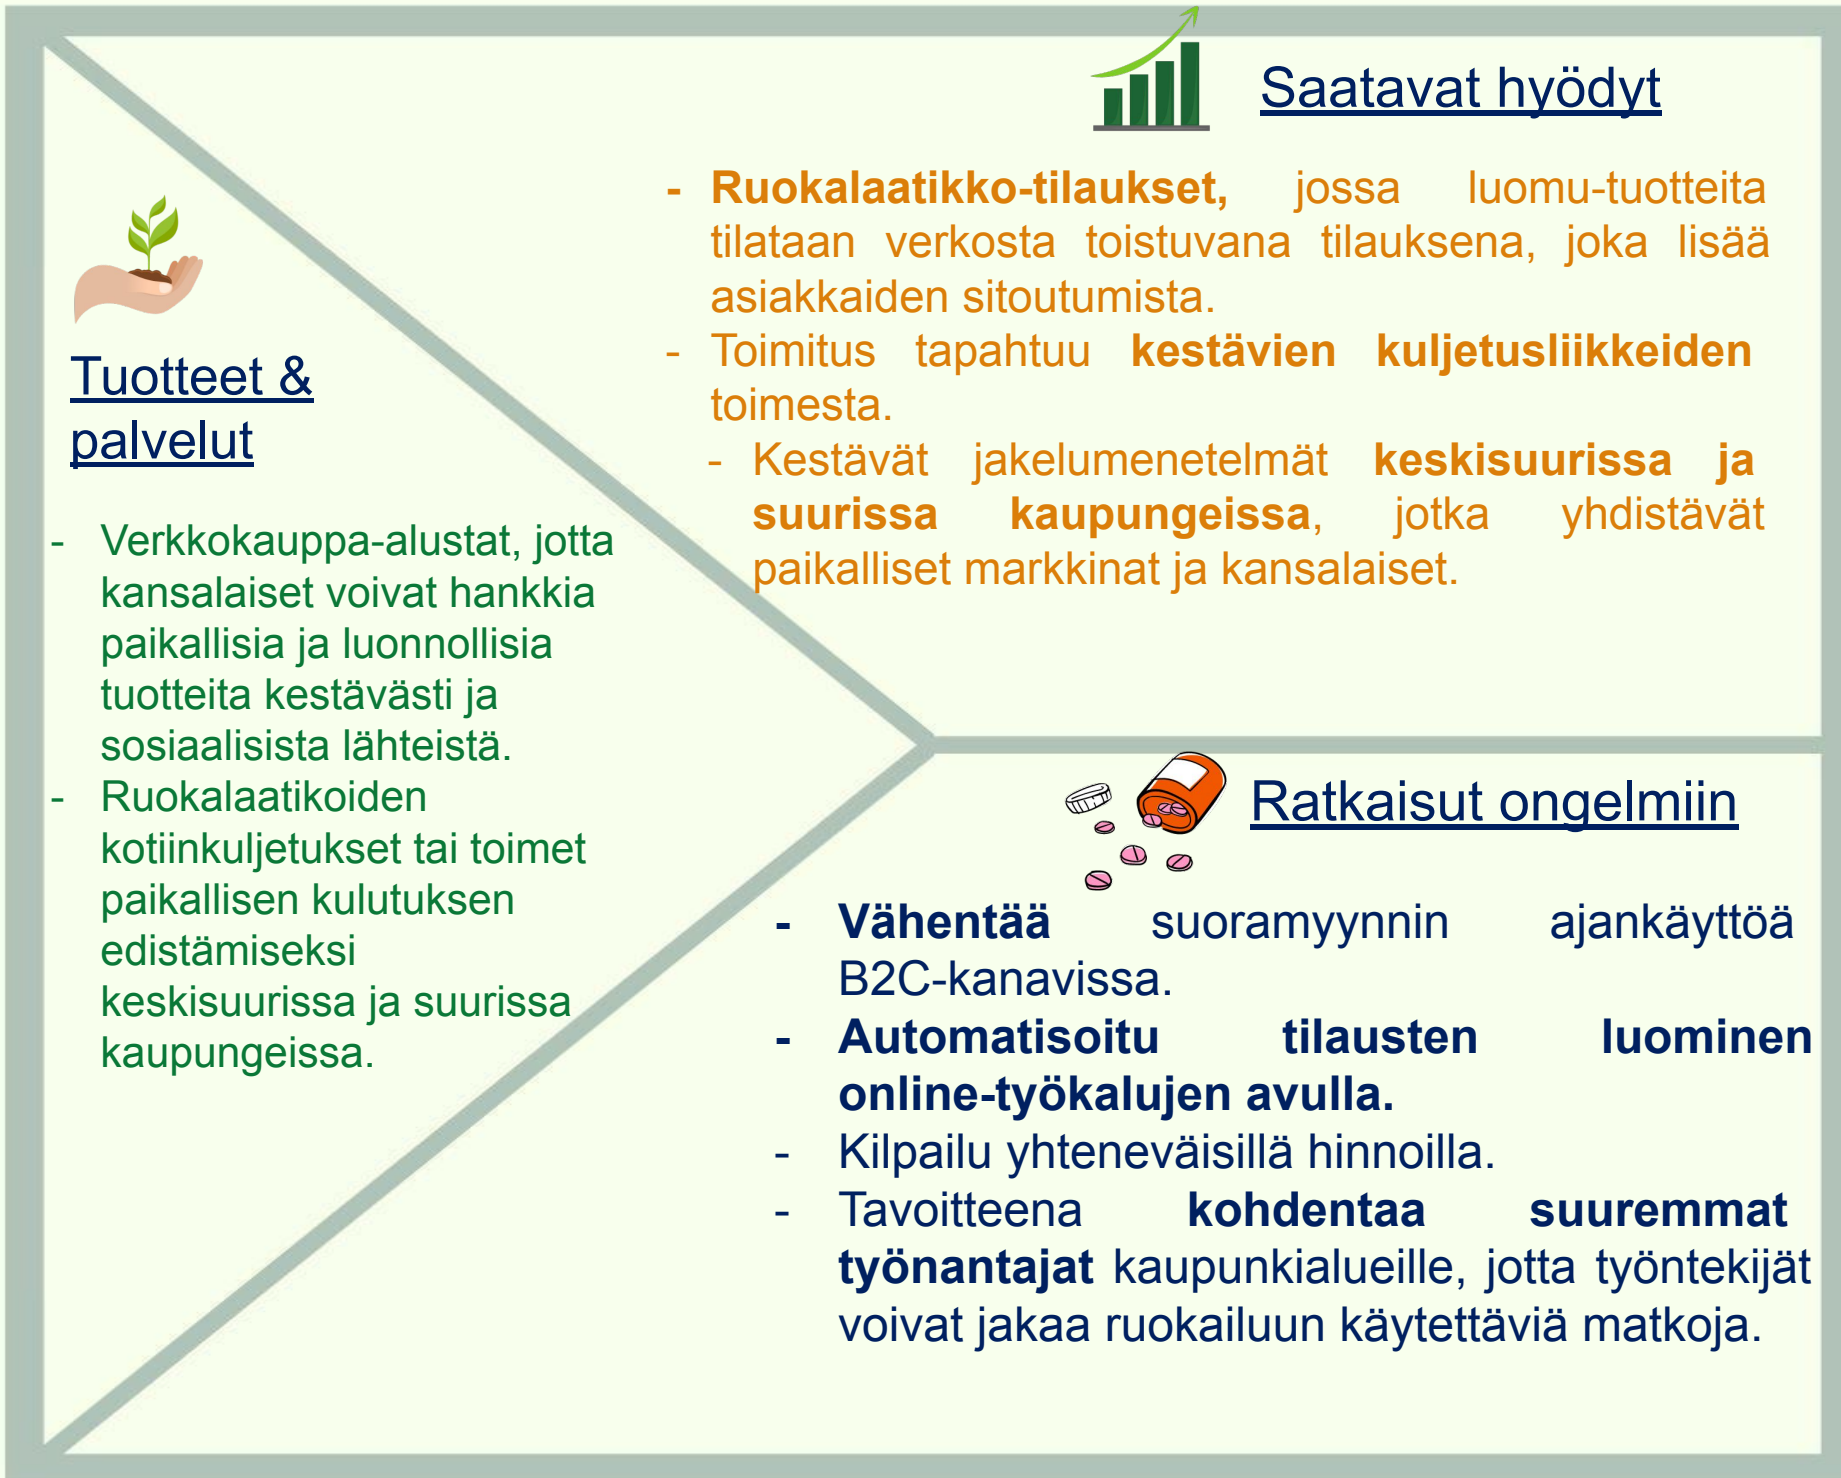 Tuotteet &
palvelut
- Verkkokauppa-alustat, jotta
kansalaiset voivat hankkia
paikallisia ja luonnollisia
tuotteita kestävästi ja
sosiaalisista lähteistä.
- Ruokalaatikoiden
kotiinkuljetukset tai toimet
paikallisen kulutuksen
edistämiseksi
keskisuurissa ja suurissa
kaupungeissa.
Saatavat hyödyt
- Ruokalaatikko-tilaukset, jossa luomu-tuotteita
tilataan verkosta toistuvana tilauksena, joka lisää
asiakkaiden sitoutumista.
- Toimitus tapahtuu kestävien kuljetusliikkeiden
toimesta.
- Kestävät jakelumenetelmät keskisuurissa ja
suurissa kaupungeissa, jotka yhdistävät
paikalliset markkinat ja kansalaiset.
Ratkaisut ongelmiin
- Vähentää suoramyynnin ajankäyttöä
B2C-kanavissa.
- Automatisoitu tilausten luominen
online-työkalujen avulla.
- Kilpailu yhteneväisillä hinnoilla.
- Tavoitteena kohdentaa suuremmat
työnantajat kaupunkialueille, jotta työntekijät
voivat jakaa ruokailuun käytettäviä matkoja.